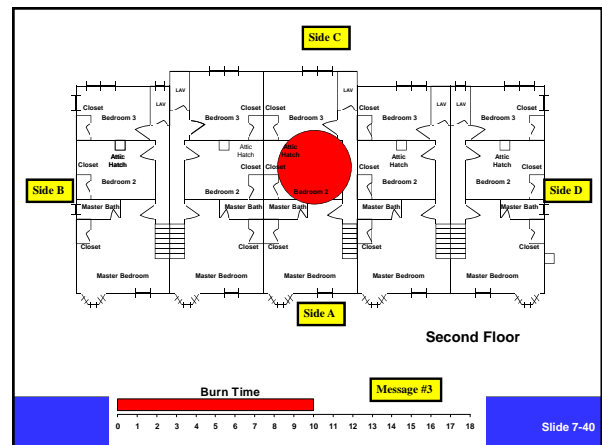 Side C
LAV LAV LAV LAV
Closet Closet Closet Closet
Bedroom 3 Bedroom 3 Bedroom 3 Bedroom 3 Bedroom 3
Attic Hatch Attic Hatch Attic Hatch Attic Hatch Attic Hatch
Closet Closet Closet Closet Closet
Side B Bedroom 2 Bedroom 2 Bedroom 2 Bedroom 2 Bedroom 2 Side D
Master Bath Master Bath Master Bath Master Bath Master Bath
Closet Closet Closet Closet Closet
Master Bedroom Master Bedroom Master Bedroom Master Bedroom Master Bedroom
Side A
Second Floor
Burn Time Message #3
0 1 2 3 4 5 6 7 8 9 10 11 12 13 14 15 16 17 18
Slide 7-40